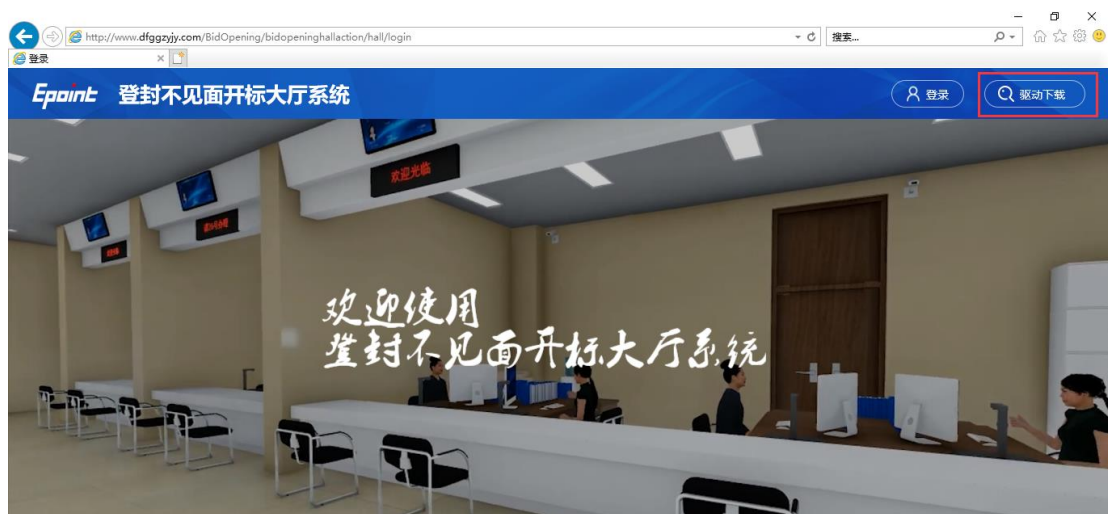 http://www.dfggzyjy.com/BidOpening/bidopeninghallaction/hall/login
搜索...
登录
Epoint 登封不见面开标大厅系统
登录
驱动下载
欢迎光临
欢迎使用
登封不见面开标大厅系统